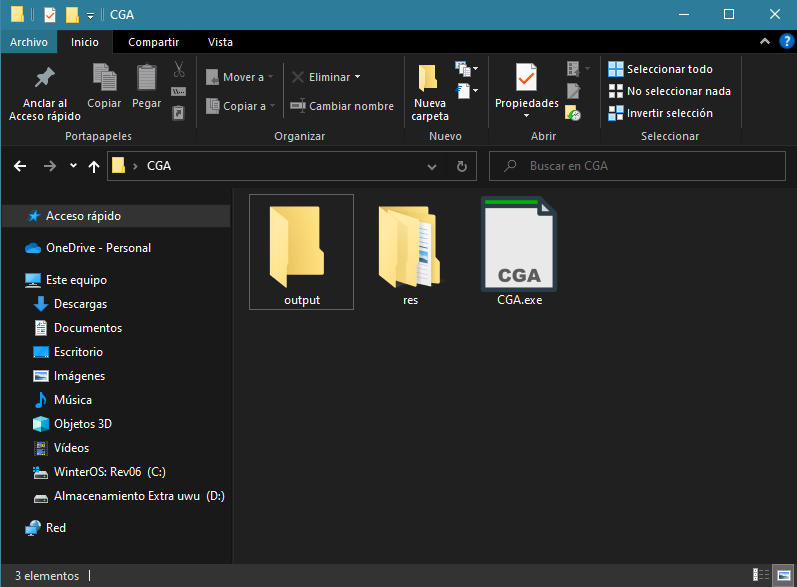 CGA
Archivo Inicio Compartir Vista
Anclar al Acceso rápido
Copiar
Pegar
Portapapeles
Mover a
Copiar a
Eliminar
Cambiar nombre
Organizar
Nueva carpeta
Nuevo
Propiedades
Abrir
Seleccionar todo
No seleccionar nada
Invertir selección
Seleccionar
CGA
Buscar en CGA
Acceso rápido
OneDrive - Personal
Este equipo
Descargas
Documentos
Escritorio
Imágenes
Música
Objetos 3D
Vídeos
WinterOS: Rev06 (C:)
Almacenamiento Extra uwu (D:)
Red
output
res
CGA
CGA.exe
3 elementos